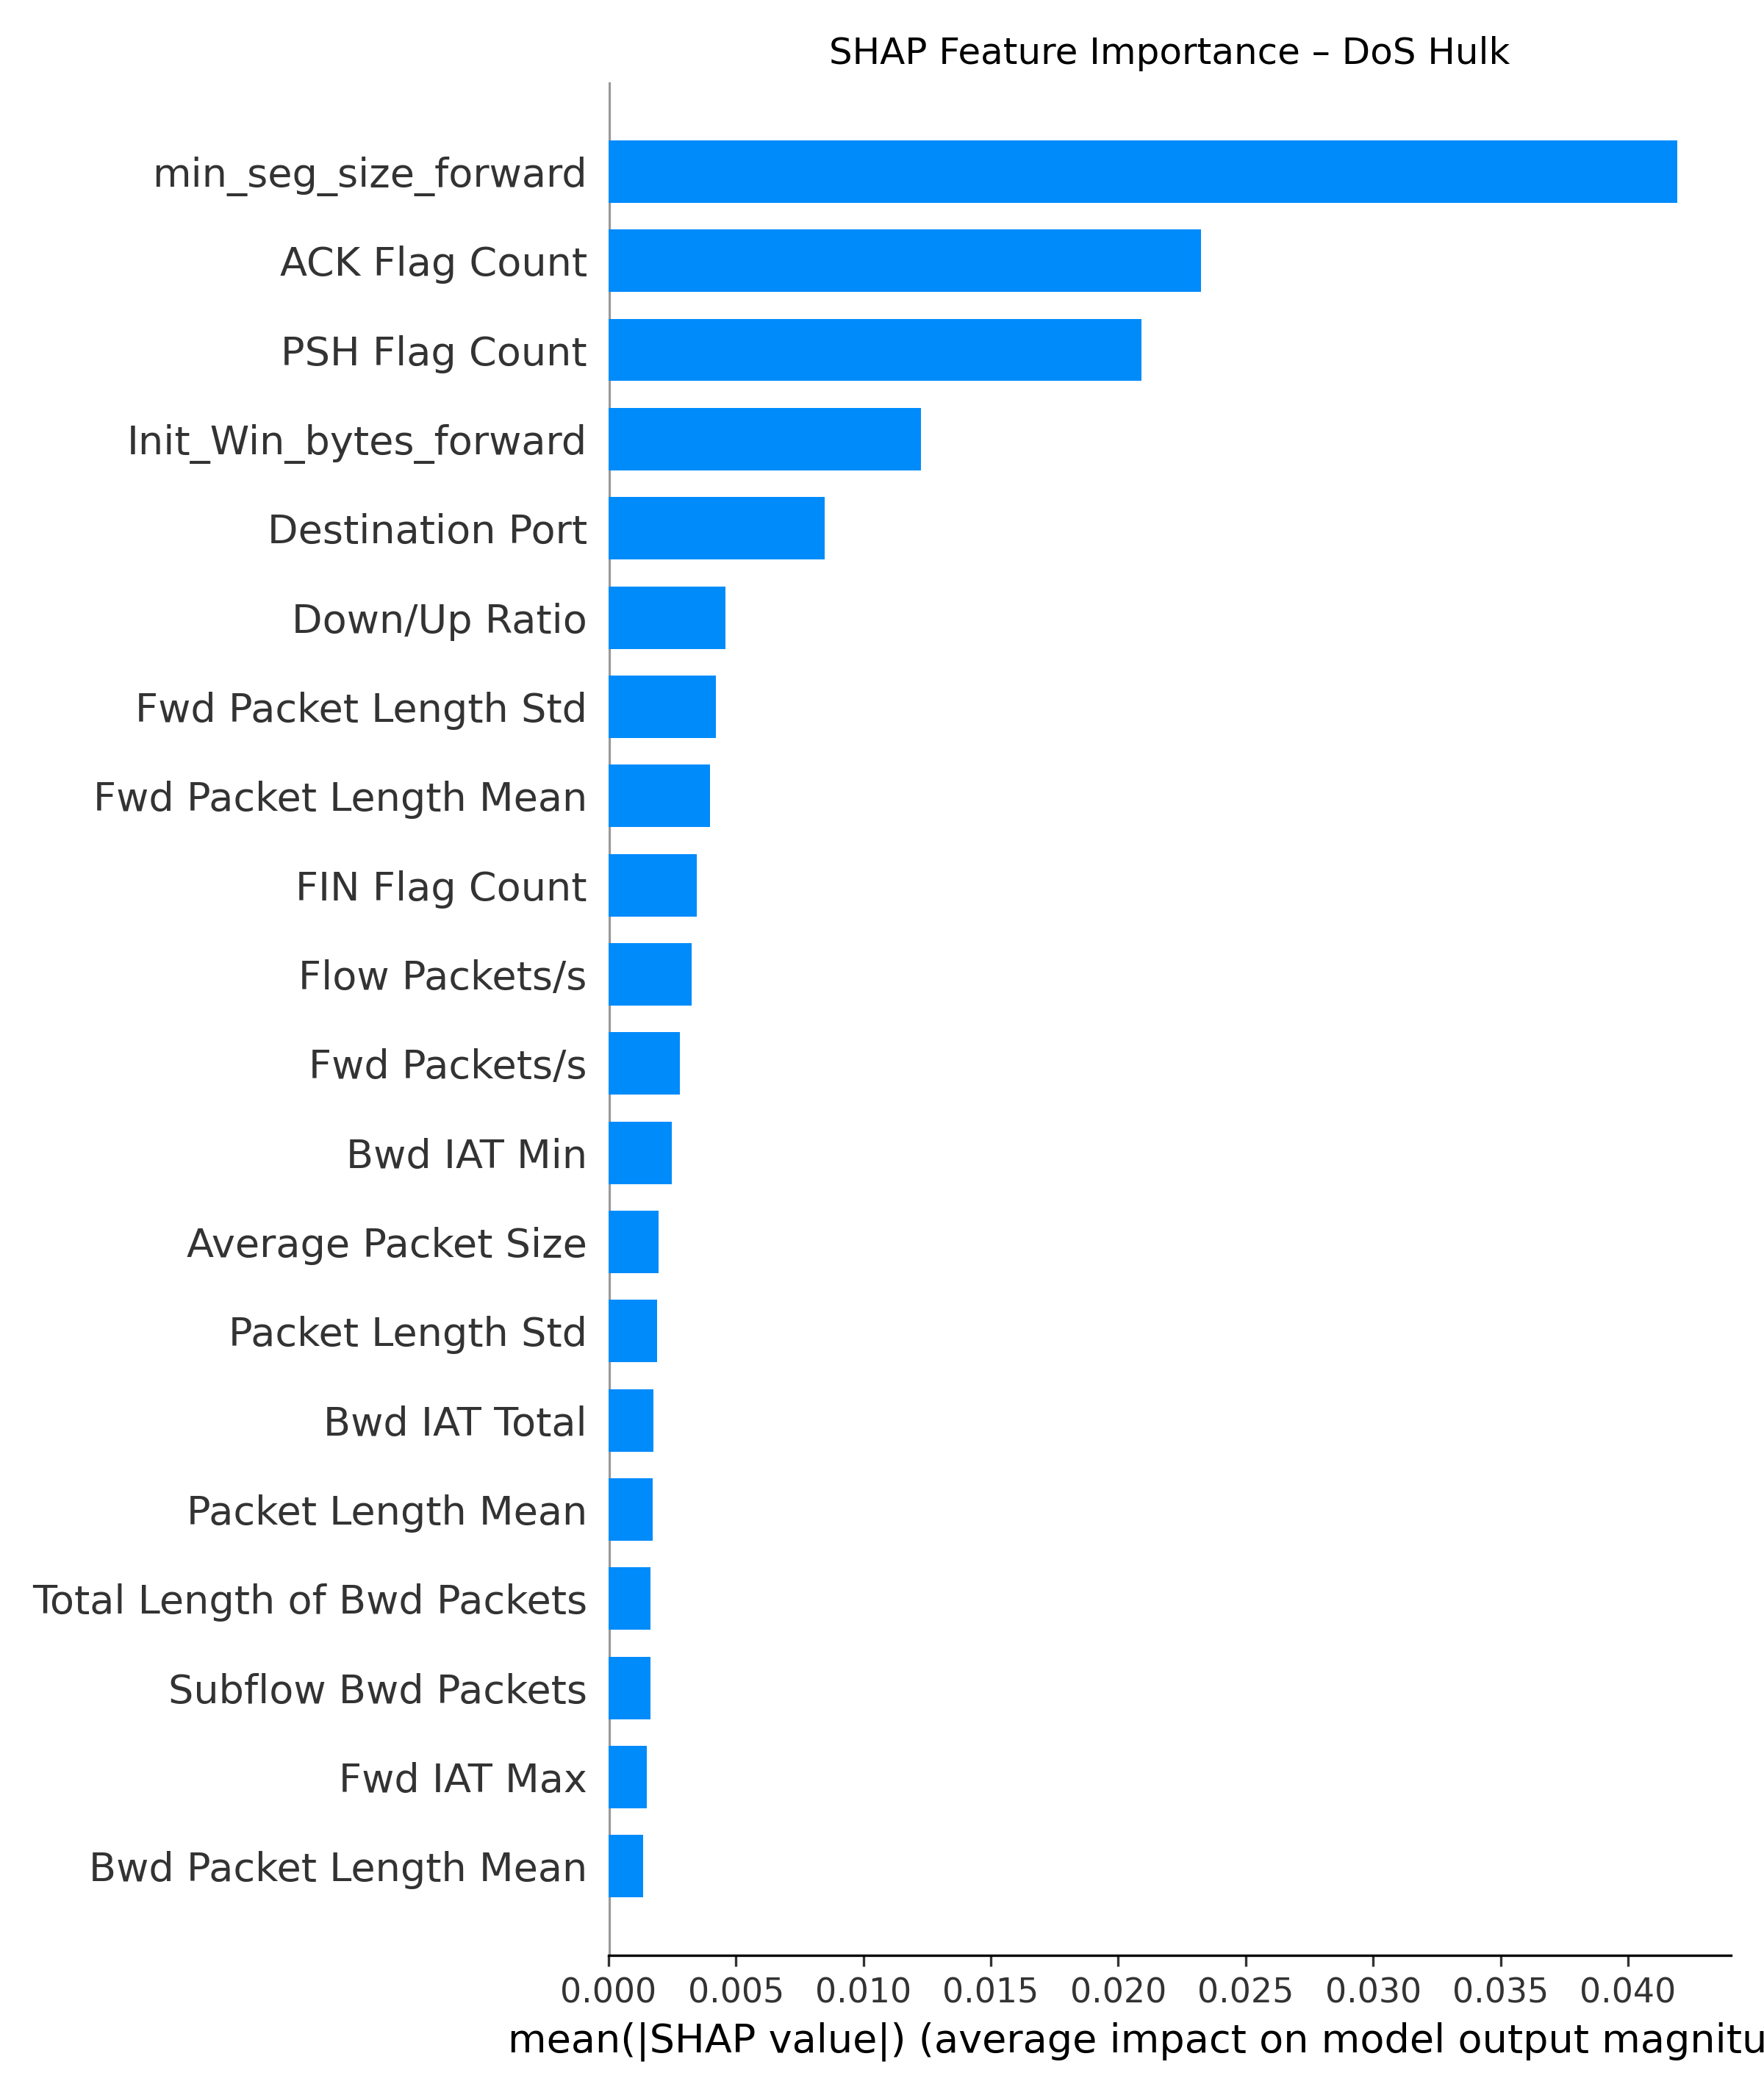 SHAP Feature Importance – DoS Hulk
min_seg_size_forward
ACK Flag Count
PSH Flag Count
Init_Win_bytes_forward
Destination Port
Down/Up Ratio
Fwd Packet Length Std
Fwd Packet Length Mean
FIN Flag Count
Flow Packets/s
Fwd Packets/s
Bwd IAT Min
Average Packet Size
Packet Length Std
Bwd IAT Total
Packet Length Mean
Total Length of Bwd Packets
Subflow Bwd Packets
Fwd IAT Max
Bwd Packet Length Mean
0.000 0.005 0.010 0.015 0.020 0.025 0.030 0.035 0.040
mean(|SHAP value|) (average impact on model output magnitu